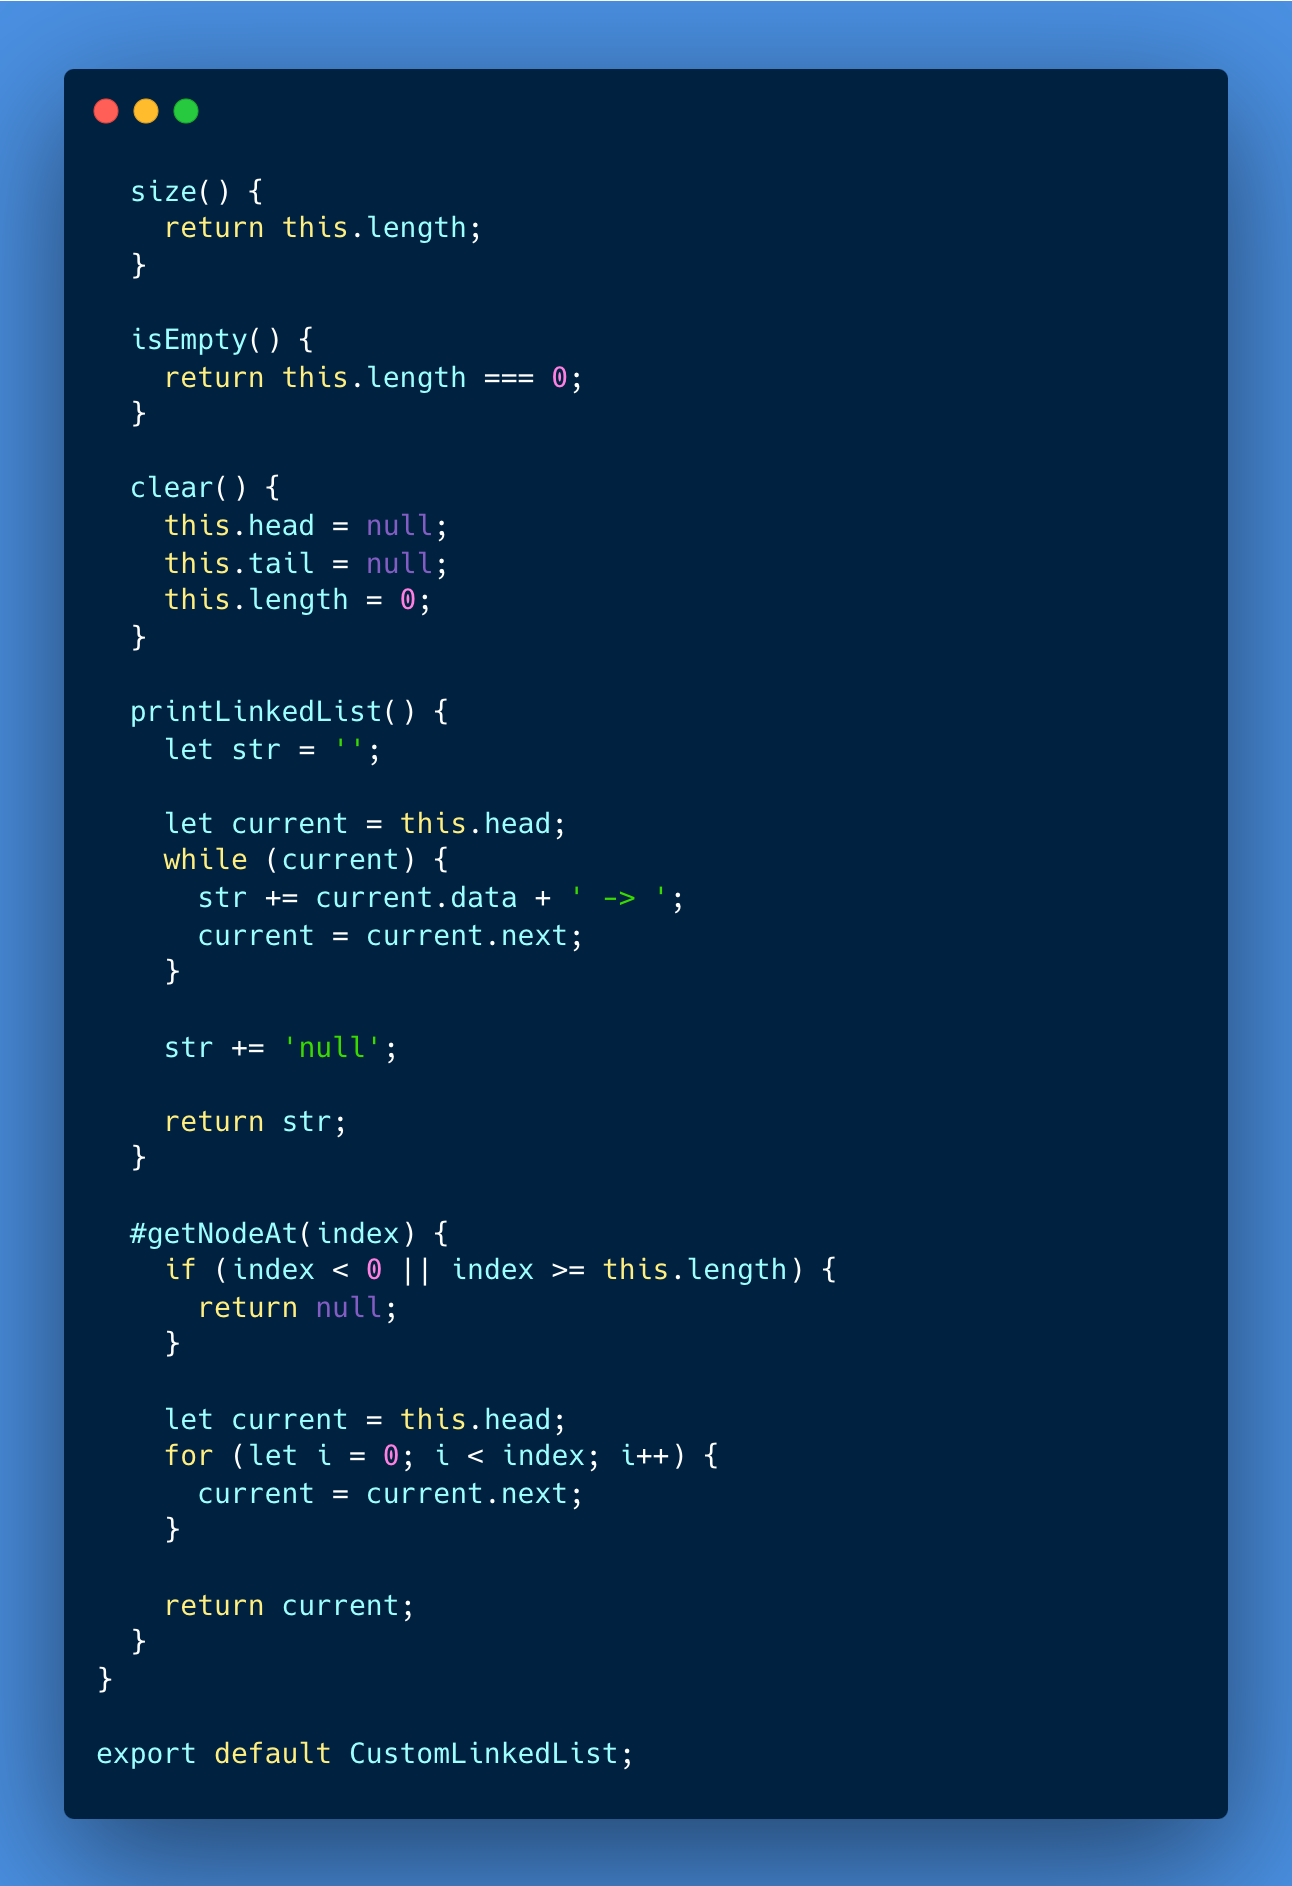 size() {
return this.length;
}
isEmpty() {
return this.length === 0;
}
clear() {
this.head = null;
this.tail = null;
this.length = 0;
}
printLinkedList() {
let str = '';
let current = this.head;
while (current) {
str += current.data + ' -> ';
current = current.next;
}
str += 'null';
return str;
}
#getNodeAt(index) {
if (index < 0 || index >= this.length) {
return null;
}
let current = this.head;
for (let i = 0; i < index; i++) {
current = current.next;
}
return current;
}
}
export default CustomLinkedList;